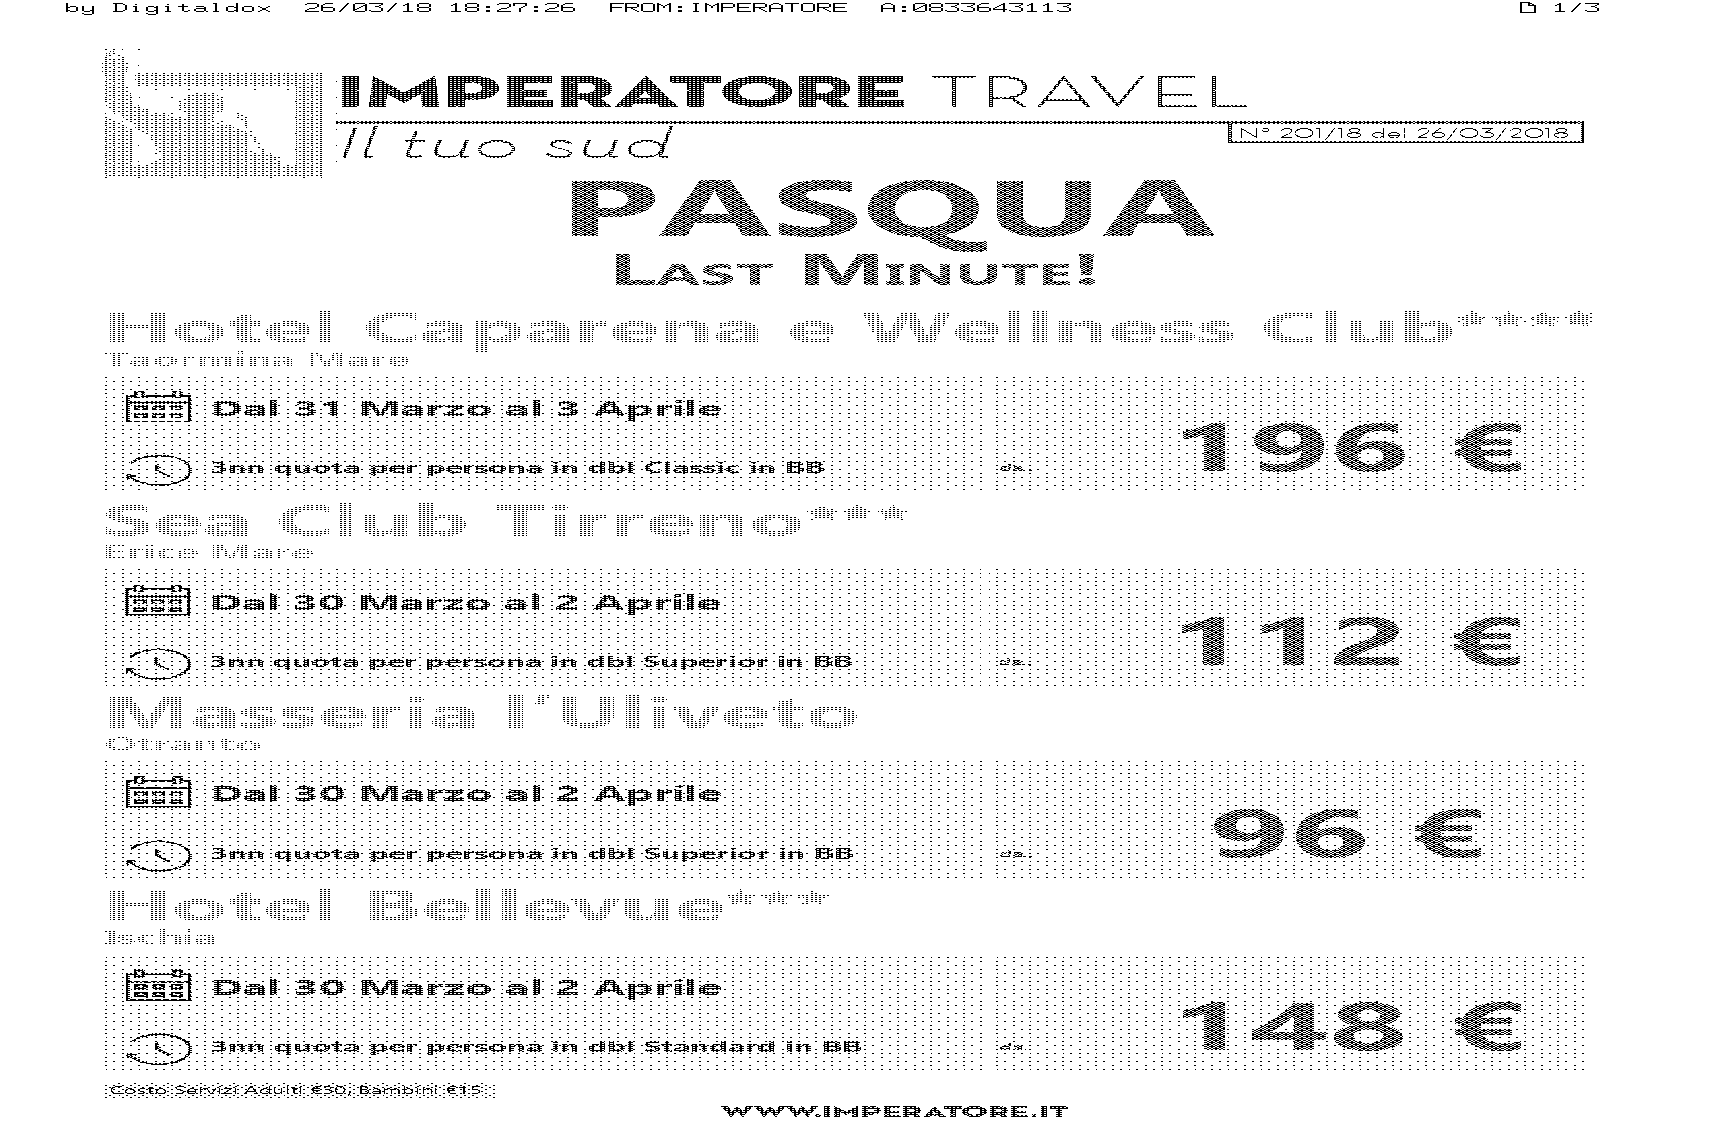 by Digitaldox 26/03/18 18:27:26 FROM:IMPERATORE A:0833643113 1/3
IMPERATORE TRAVEL
Il tuo sud
N° 201/18 del 26/03/2018
PASQUA
LAST MINUTE!
Hotel Caparena e Wellness Club****
Taormina Mare
Dal 31 Marzo al 3 Aprile
3nn quota per persona in dbl Classic in BB
da.
196 €
Sea Club Tirreno***
Erice Mare
Dal 30 Marzo al 2 Aprile
3nn quota per persona in dbl Superior in BB
da.
112 €
Masseria l'Uliveto
Otranto
Dal 30 Marzo al 2 Aprile
3nn quota per persona in dbl Superior in BB
da.
96 €
Hotel Bellevue***
Ischia
Dal 30 Marzo al 2 Aprile
3nn quota per persona in dbl Standard in BB
da
148 €
Costo Servizi Adulti €30, Bambini €15
WWW.IMPERATORE.IT